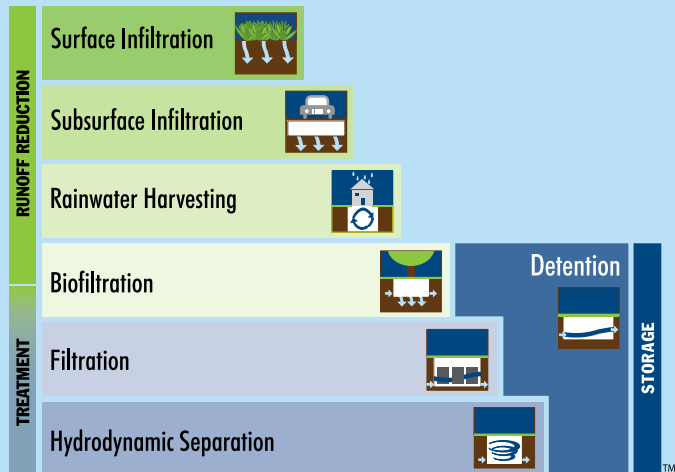 RUNOFF REDUCTION
Surface Infiltration
Subsurface Infiltration
Rainwater Harvesting
Biofiltration
Detention
TREATMENT
Filtration
STORAGE
Hydrodynamic Separation
TM